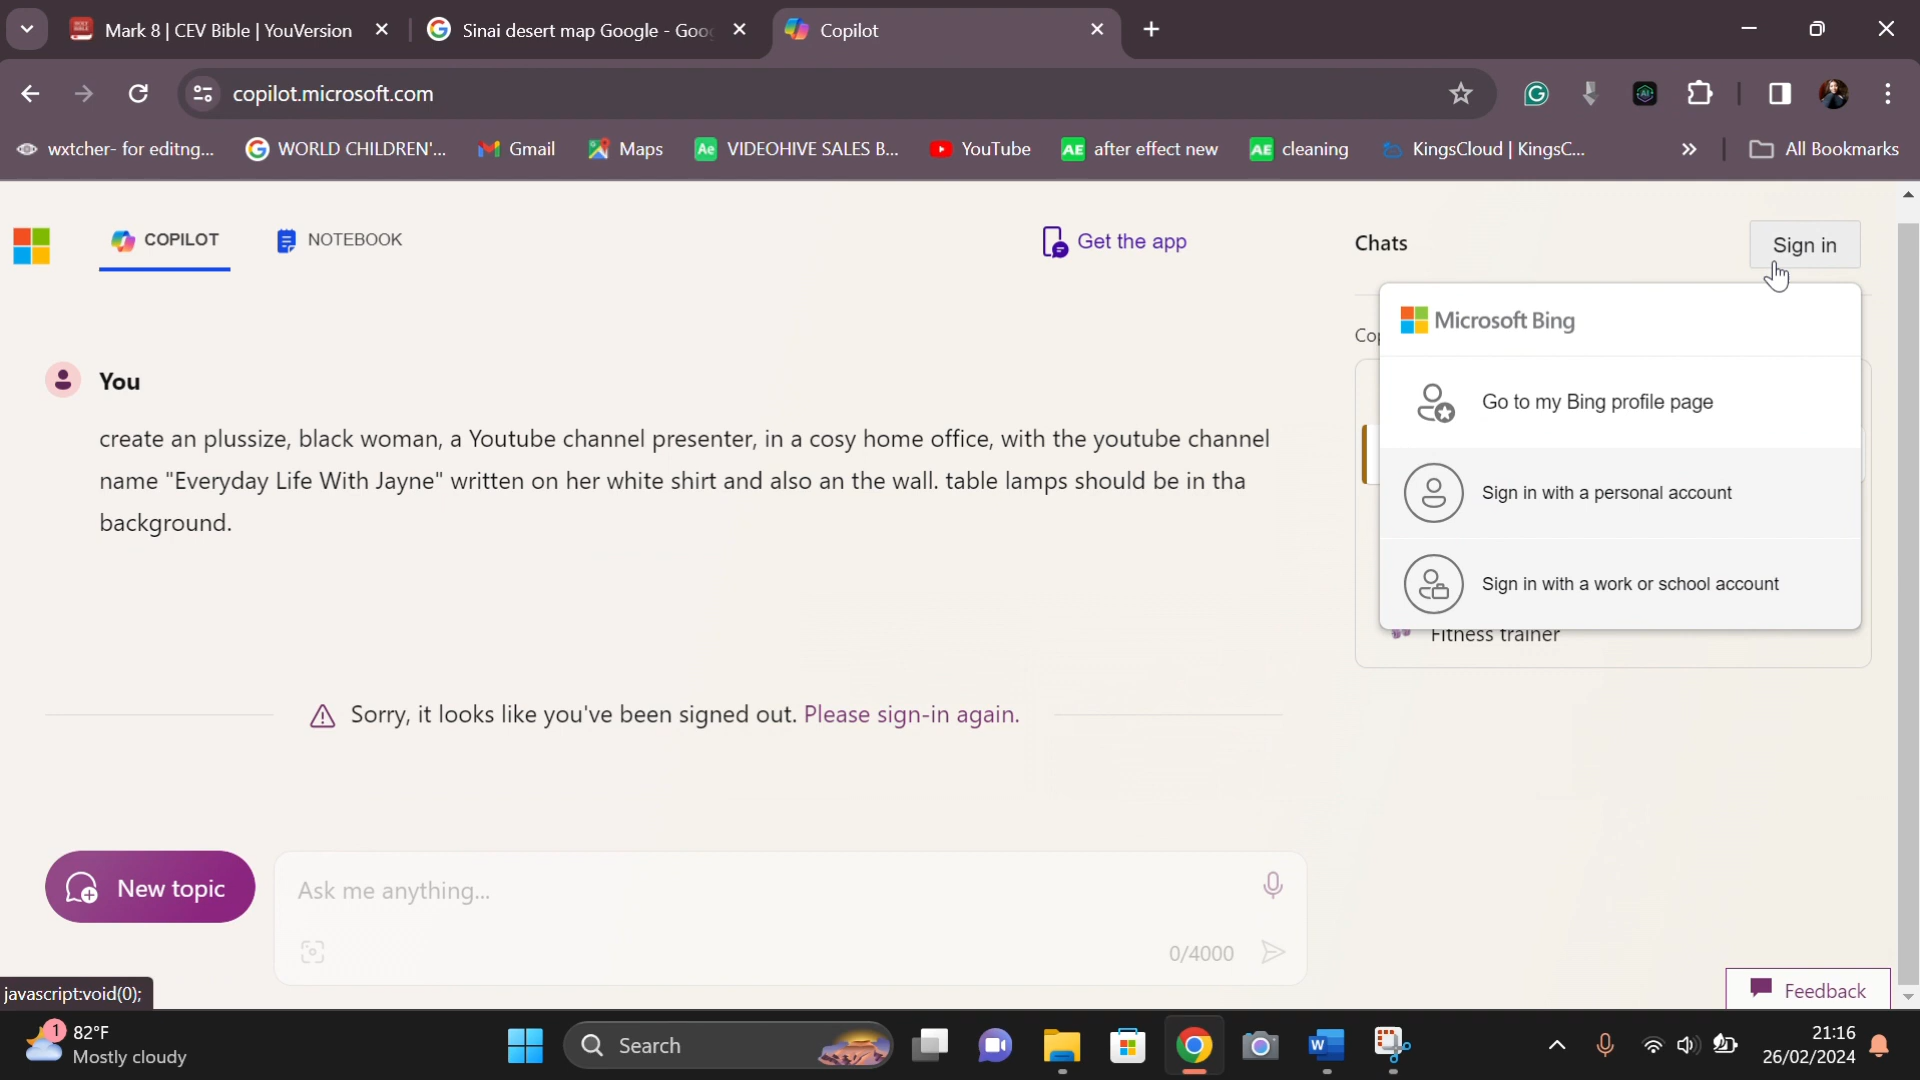 Mark 8 | CEV Bible | YouVersion
Sinai desert map Google - Goo
Copilot
copilot.microsoft.com
wxtcher- for editng...
WORLD CHILDREN'...
Gmail
Maps
VIDEOHIVE SALES B...
YouTube
after effect new
cleaning
KingsCloud | KingsC...
All Bookmarks
COPILOT
NOTEBOOK
Get the app
Chats
Sign in
Microsoft Bing
Cop
Go to my Bing profile page
Sign in with a personal account
Sign in with a work or school account
Fitness trainer
You
create an plussize, black woman, a Youtube channel presenter, in a cosy home office, with the youtube channel
name "Everyday Life With Jayne" written on her white shirt and also an the wall. table lamps should be in tha
background.
Sorry, it looks like you've been signed out. Please sign-in again.
New topic
Ask me anything...
0/4000
Feedback
javascript:void(0);
1
82°F
Mostly cloudy
Search
21:16
26/02/2024